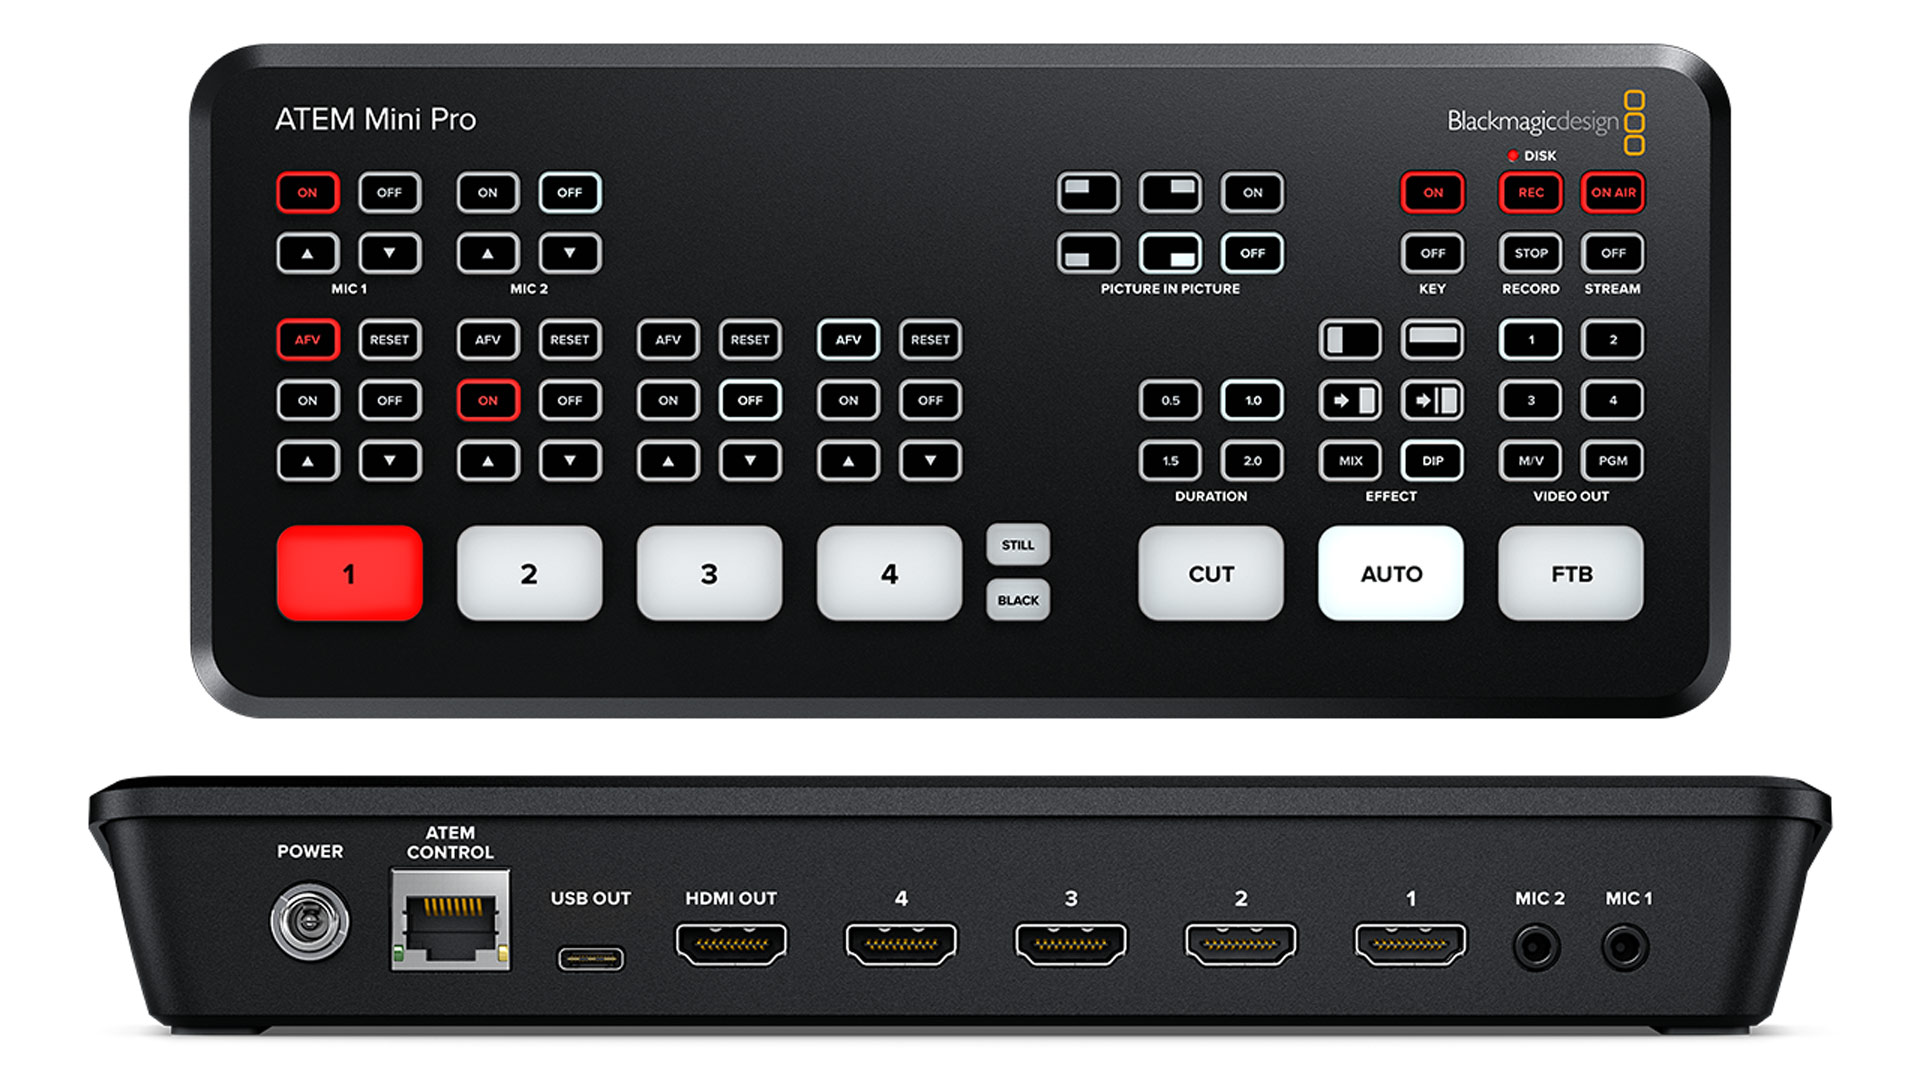 ATEM Mini Pro
Blackmagicdesign
DISK
ON OFF ON OFF ON ON REC ON AIR
OFF OFF STOP OFF
MIC 1 MIC 2 PICTURE IN PICTURE KEY RECORD STREAM
AFV RESET AFV RESET AFV RESET AFV RESET 1 2
ON OFF ON OFF ON OFF ON OFF 0.5 1.0 3 4
1.5 2.0 MIX DIP M/V PGM
DURATION EFFECT VIDEO OUT
1 2 3 4 STILL CUT AUTO FTB
BLACK
ATEM
POWER CONTROL
USB OUT HDMI OUT 4 3 2 1 MIC 2 MIC 1